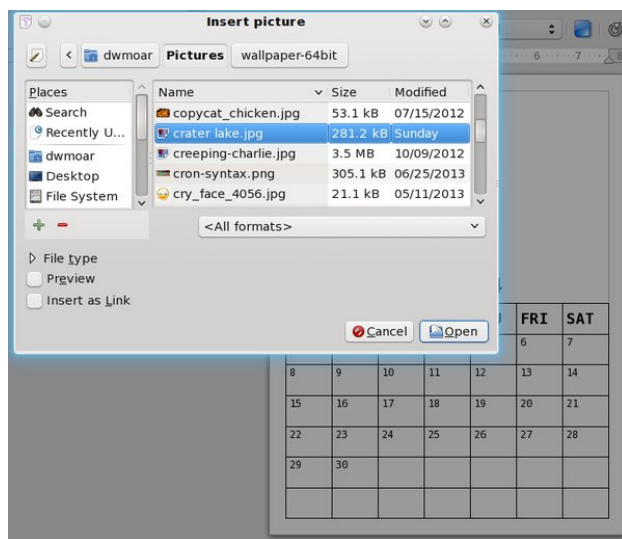 Insert picture
dwmoar Pictures wallpaper-64bit
Places Name Size Modified
Search copycat_chicken.jpg 53.1 kB 07/15/2012
Recently U... crater lake.jpg 281.2 kB Sunday
dwmoar creeping-charlie.jpg 3.5 MB 10/09/2012
Desktop cron-syntax.png 305.1 kB 06/25/2013
File System cry_face_4056.jpg 21.1 kB 05/11/2013
<All formats>
File type
Preview
Insert as Link
Cancel Open
6 7 8
FRI SAT
6 7
8 9 10 11 12 13 14
15 16 17 18 19 20 21
22 23 24 25 26 27 28
29 30